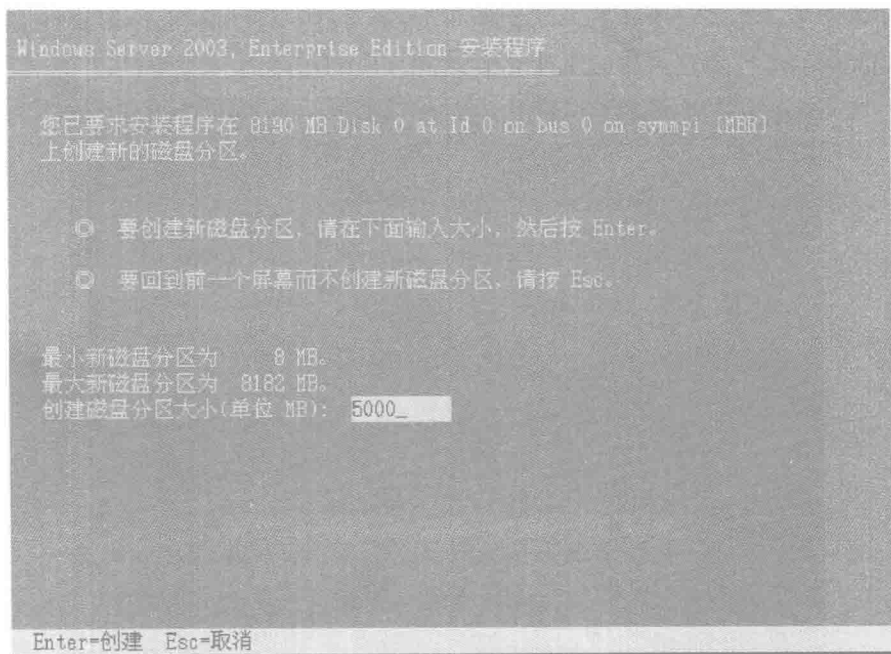 Windows Server 2003, Enterprise Edition 安装程序
您已要求安装程序在 8190 MB Disk 0 at Id 0 on bus 0 on symmpi [MBR]
上创建新的磁盘分区。
◎ 要创建新磁盘分区，请在下面输入大小，然后按 Enter。
◎ 要回到前一个屏幕而不创建新磁盘分区，请按 Esc。
最小新磁盘分区为 8 MB。
最大新磁盘分区为 8182 MB。
创建磁盘分区大小(单位 MB): 5000_
Enter=创建 Esc=取消